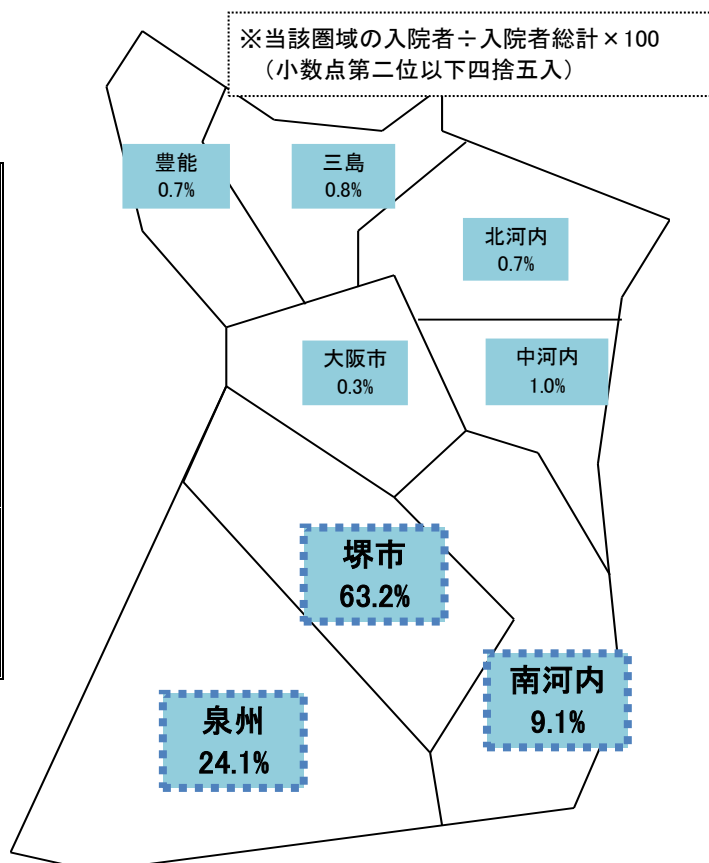 ※当該圏域の入院者÷入院者総計×100
（小数点第二位以下四捨五入）
豊能
0.7%
三島
0.8%
北河内
0.7%
大阪市
0.3%
中河内
1.0%
堺市
63.2%
南河内
9.1%
泉州
24.1%